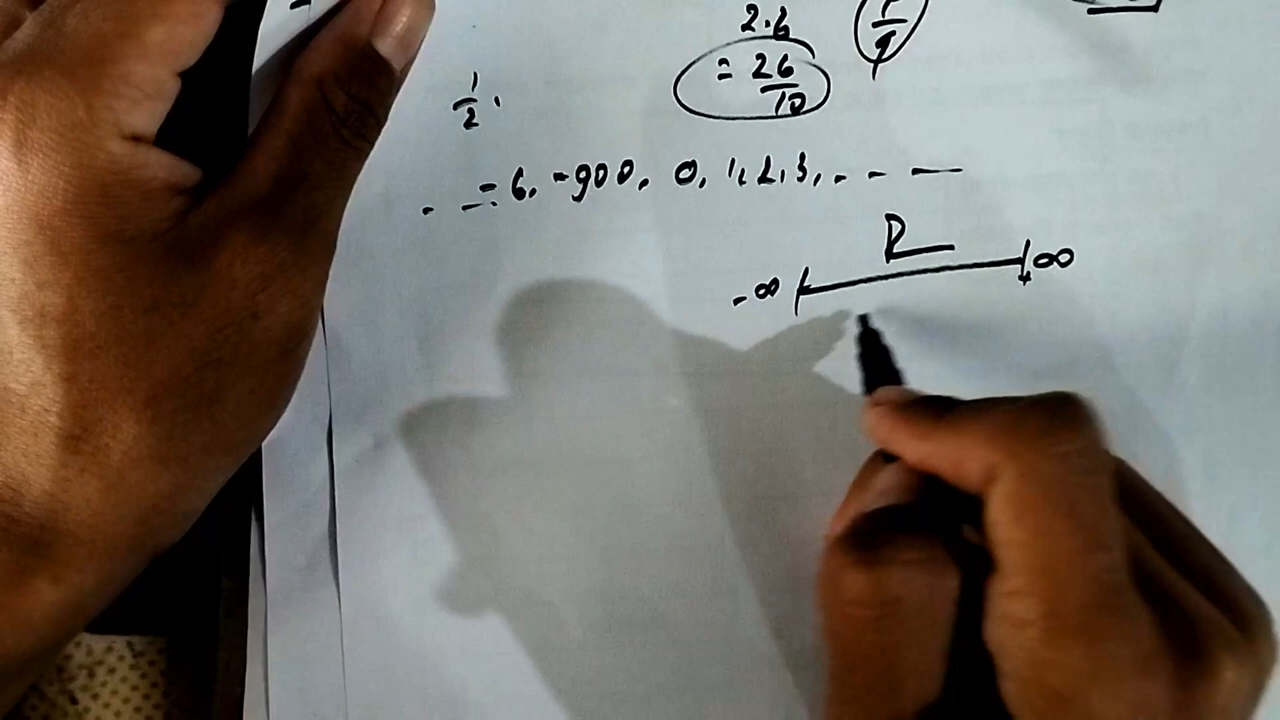 2.6
= 26/10
1/2 .
. - = 6, -900, 0, 1, 2, 3, - - —
R
-∞ ∞